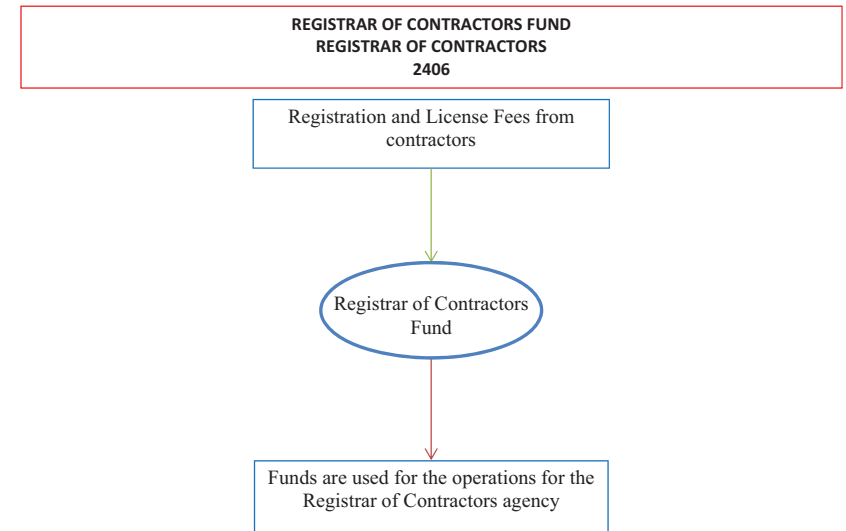 REGISTRAR OF CONTRACTORS FUND
REGISTRAR OF CONTRACTORS
2406
Registration and License Fees from
contractors
Registrar of Contractors
Fund
Funds are used for the operations for the
Registrar of Contractors agency